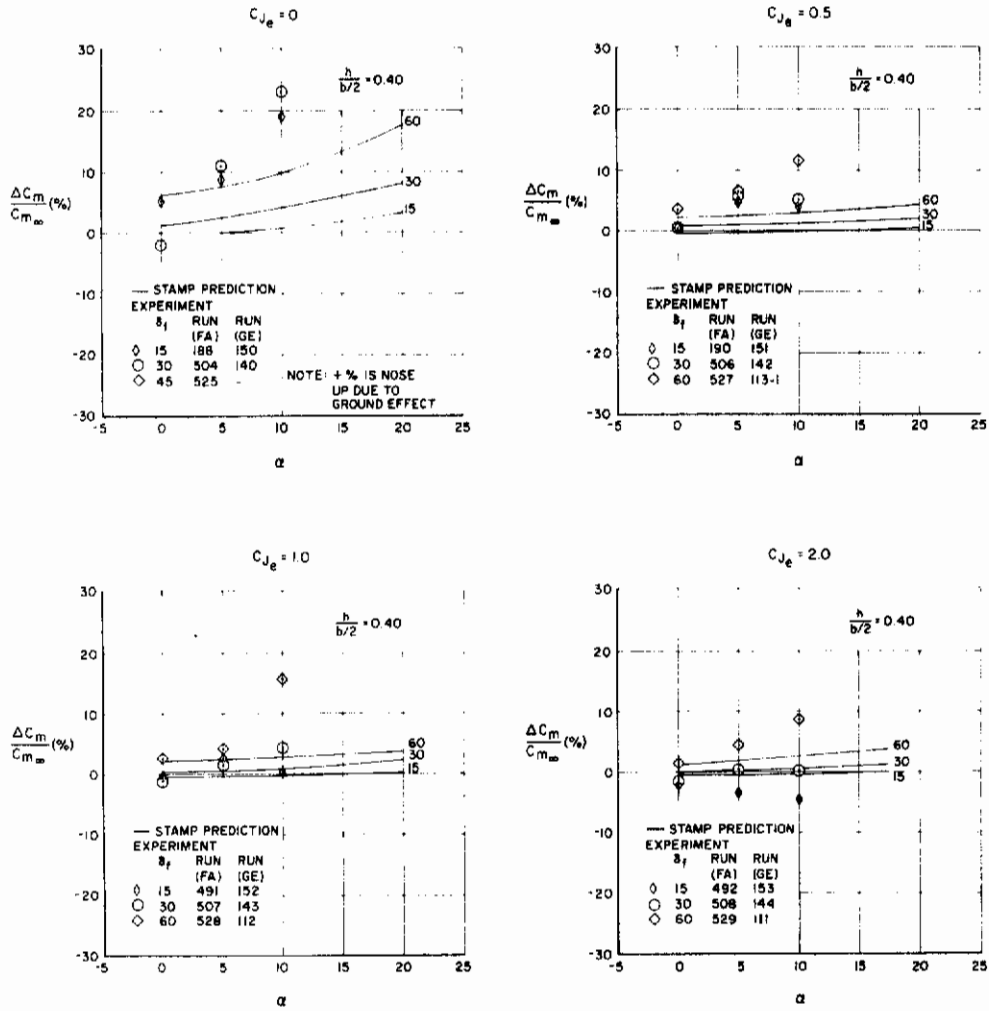 C_Je = 0
30
20
10
0
-10
-20
-30
ΔCm/Cm∞ (%)
h/b/2 = 0.40
60
30
15
— STAMP PREDICTION
EXPERIMENT
δf RUN RUN
(FA) (GE)
◊ 15 188 150
○ 30 504 140
◇ 45 525 -
NOTE: + % IS NOSE
UP DUE TO
GROUND EFFECT
-5 0 5 10 15 20 25
α
C_Je = 0.5
30
20
10
0
-10
-20
-30
ΔCm/Cm∞ (%)
h/b/2 = 0.40
60
30
15
— STAMP PREDICTION
EXPERIMENT
δf RUN RUN
(FA) (GE)
◊ 15 190 151
○ 30 506 142
◇ 60 527 113-1
-5 0 5 10 15 20 25
α
C_Je = 1.0
30
20
10
0
-10
-20
-30
ΔCm/Cm∞ (%)
h/b/2 = 0.40
60
30
15
— STAMP PREDICTION
EXPERIMENT
δf RUN RUN
(FA) (GE)
◊ 15 491 152
○ 30 507 143
◇ 60 528 112
-5 0 5 10 15 20 25
α
C_Je = 2.0
30
20
10
0
-10
-20
-30
ΔCm/Cm∞ (%)
h/b/2 = 0.40
60
30
15
— STAMP PREDICTION
EXPERIMENT
δf RUN RUN
(FA) (GE)
◊ 15 492 153
○ 30 508 144
◇ 60 529 111
-5 0 5 10 15 20 25
α